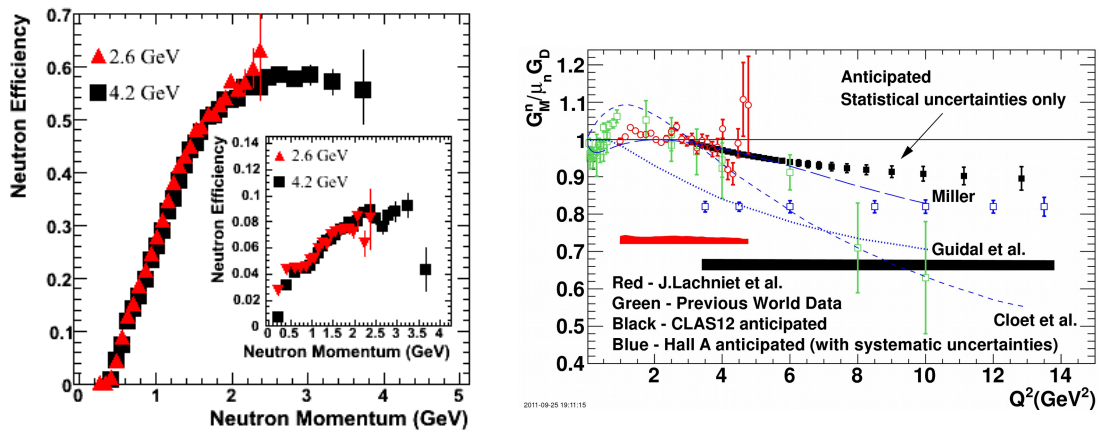 Neutron Efficiency
0.7
0.6
0.5
0.4
0.3
0.2
0.1
0
2.6 GeV
4.2 GeV
0 1 2 3 4 5
Neutron Momentum (GeV)
Neutron Efficiency
0.14
0.12
0.1
0.08
0.06
0.04
0.02
0
2.6 GeV
4.2 GeV
0 0.5 1 1.5 2 2.5 3 3.5 4
Neutron Momentum (GeV)
G_M^n/μ_n G_D
1.2
1.1
1
0.9
0.8
0.7
0.6
0.5
0.4
Anticipated
Statistical uncertainties only
Miller
Guidal et al.
Cloet et al.
Red - J.Lachniet et al.
Green - Previous World Data
Black - CLAS12 anticipated
Blue - Hall A anticipated (with systematic uncertainties)
2 4 6 8 10 12 14
Q²(GeV²)
2011-09-25 19:11:15